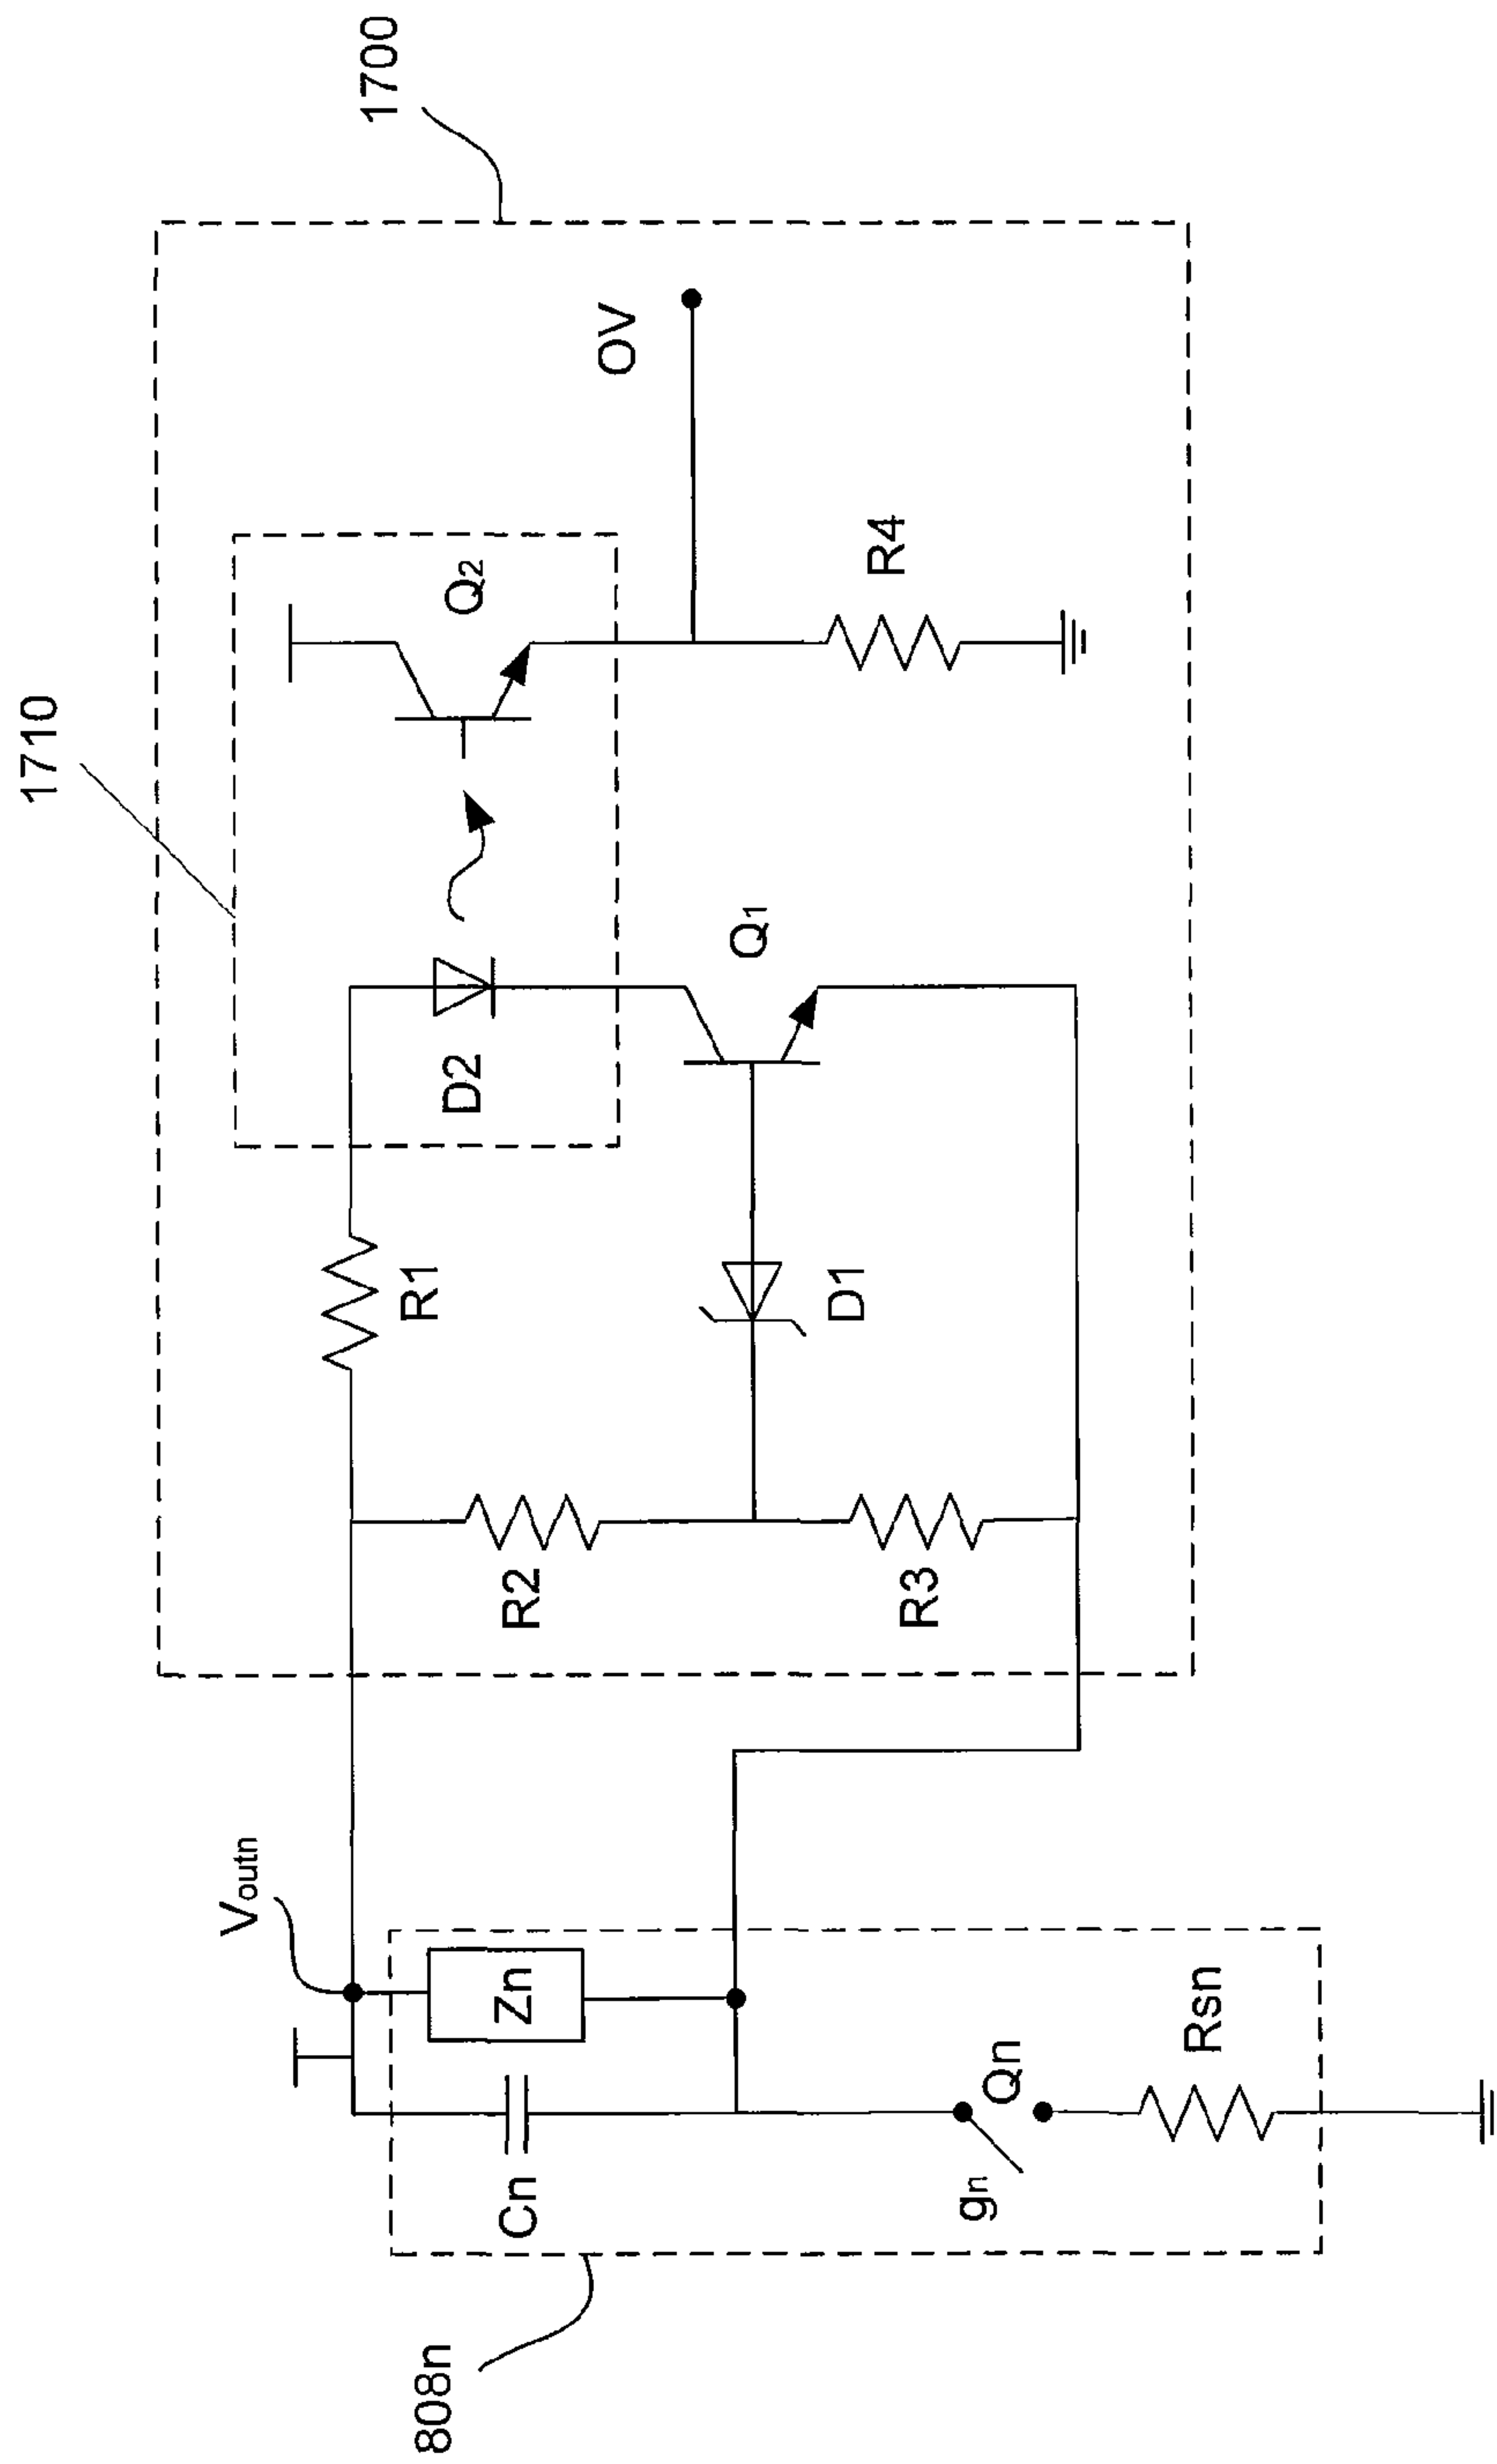 1710
1700
Voutn
R1
D2
Q2
R2
D1
Q1
OV
R3
R4
808n
Cn
Zn
gn
Qn
Rsn